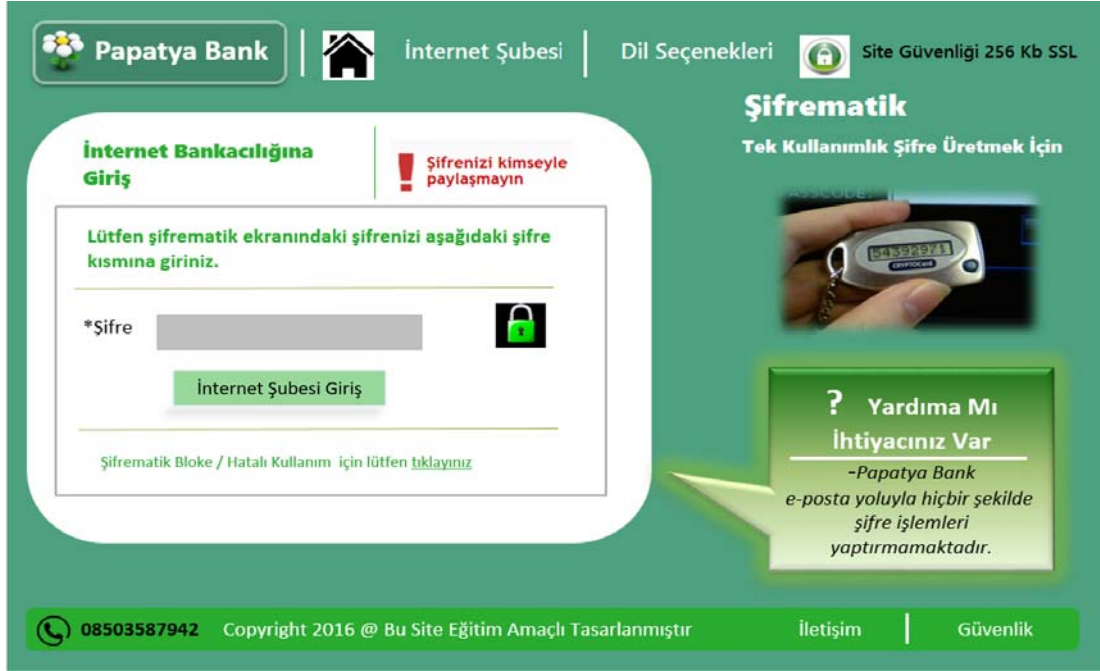 Papatya Bank
İnternet Şubesi
Dil Seçenekleri
Site Güvenliği 256 Kb SSL
Şifrematik
Tek Kullanımlık Şifre Üretmek İçin
İnternet Bankacılığına
Giriş
Şifrenizi kimseyle
paylaşmayın
Lütfen şifrematik ekranındaki şifrenizi aşağıdaki şifre
kısmına giriniz.
*Şifre
İnternet Şubesi Giriş
Şifrematik Bloke / Hatalı Kullanım için lütfen tıklayınız
PASSCODE:
54392971
CRYPTOCard
? Yardıma Mı
İhtiyacınız Var
-Papatya Bank
e-posta yoluyla hiçbir şekilde
şifre işlemleri
yaptırmamaktadır.
08503587942
Copyright 2016 @ Bu Site Eğitim Amaçlı Tasarlanmıştır
İletişim
Güvenlik